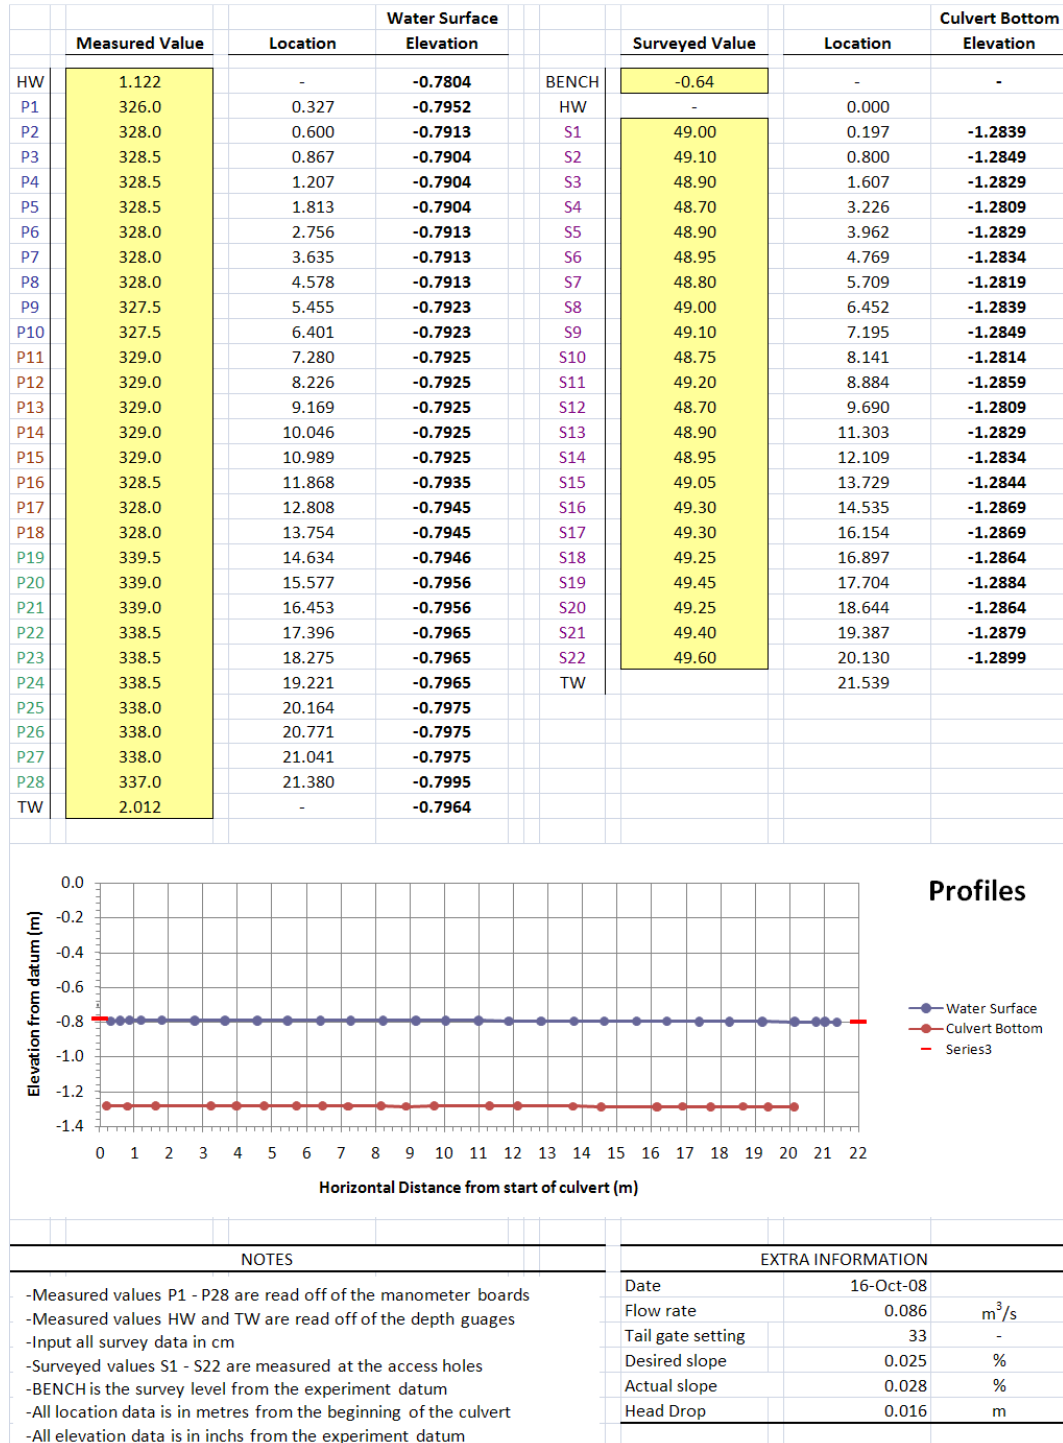 Water Surface Culvert Bottom
Measured Value Location Elevation Surveyed Value Location Elevation
HW 1.122 - -0.7804 BENCH -0.64 - -
P1 326.0 0.327 -0.7952 HW - 0.000
P2 328.0 0.600 -0.7913 S1 49.00 0.197 -1.2839
P3 328.5 0.867 -0.7904 S2 49.10 0.800 -1.2849
P4 328.5 1.207 -0.7904 S3 48.90 1.607 -1.2829
P5 328.5 1.813 -0.7904 S4 48.70 3.226 -1.2809
P6 328.0 2.756 -0.7913 S5 48.90 3.962 -1.2829
P7 328.0 3.635 -0.7913 S6 48.95 4.769 -1.2834
P8 328.0 4.578 -0.7913 S7 48.80 5.709 -1.2819
P9 327.5 5.455 -0.7923 S8 49.00 6.452 -1.2839
P10 327.5 6.401 -0.7923 S9 49.10 7.195 -1.2849
P11 329.0 7.280 -0.7925 S10 48.75 8.141 -1.2814
P12 329.0 8.226 -0.7925 S11 49.20 8.884 -1.2859
P13 329.0 9.169 -0.7925 S12 48.70 9.690 -1.2809
P14 329.0 10.046 -0.7925 S13 48.90 11.303 -1.2829
P15 329.0 10.989 -0.7925 S14 48.95 12.109 -1.2834
P16 328.5 11.868 -0.7935 S15 49.05 13.729 -1.2844
P17 328.0 12.808 -0.7945 S16 49.30 14.535 -1.2869
P18 328.0 13.754 -0.7945 S17 49.30 16.154 -1.2869
P19 339.5 14.634 -0.7946 S18 49.25 16.897 -1.2864
P20 339.0 15.577 -0.7956 S19 49.45 17.704 -1.2884
P21 339.0 16.453 -0.7956 S20 49.25 18.644 -1.2864
P22 338.5 17.396 -0.7965 S21 49.40 19.387 -1.2879
P23 338.5 18.275 -0.7965 S22 49.60 20.130 -1.2899
P24 338.5 19.221 -0.7965 TW 21.539
P25 338.0 20.164 -0.7975
P26 338.0 20.771 -0.7975
P27 338.0 21.041 -0.7975
P28 337.0 21.380 -0.7995
TW 2.012 - -0.7964
Profiles
Elevation from datum (m)
0.0
-0.2
-0.4
-0.6
-0.8
-1.0
-1.2
-1.4
0 1 2 3 4 5 6 7 8 9 10 11 12 13 14 15 16 17 18 19 20 21 22
Horizontal Distance from start of culvert (m)
Water Surface
Culvert Bottom
Series3
NOTES
-Measured values P1 - P28 are read off of the manometer boards
-Measured values HW and TW are read off of the depth guages
-Input all survey data in cm
-Surveyed values S1 - S22 are measured at the access holes
-BENCH is the survey level from the experiment datum
-All location data is in metres from the beginning of the culvert
-All elevation data is in inchs from the experiment datum
EXTRA INFORMATION
Date 16-Oct-08
Flow rate 0.086 m³/s
Tail gate setting 33 -
Desired slope 0.025 %
Actual slope 0.028 %
Head Drop 0.016 m